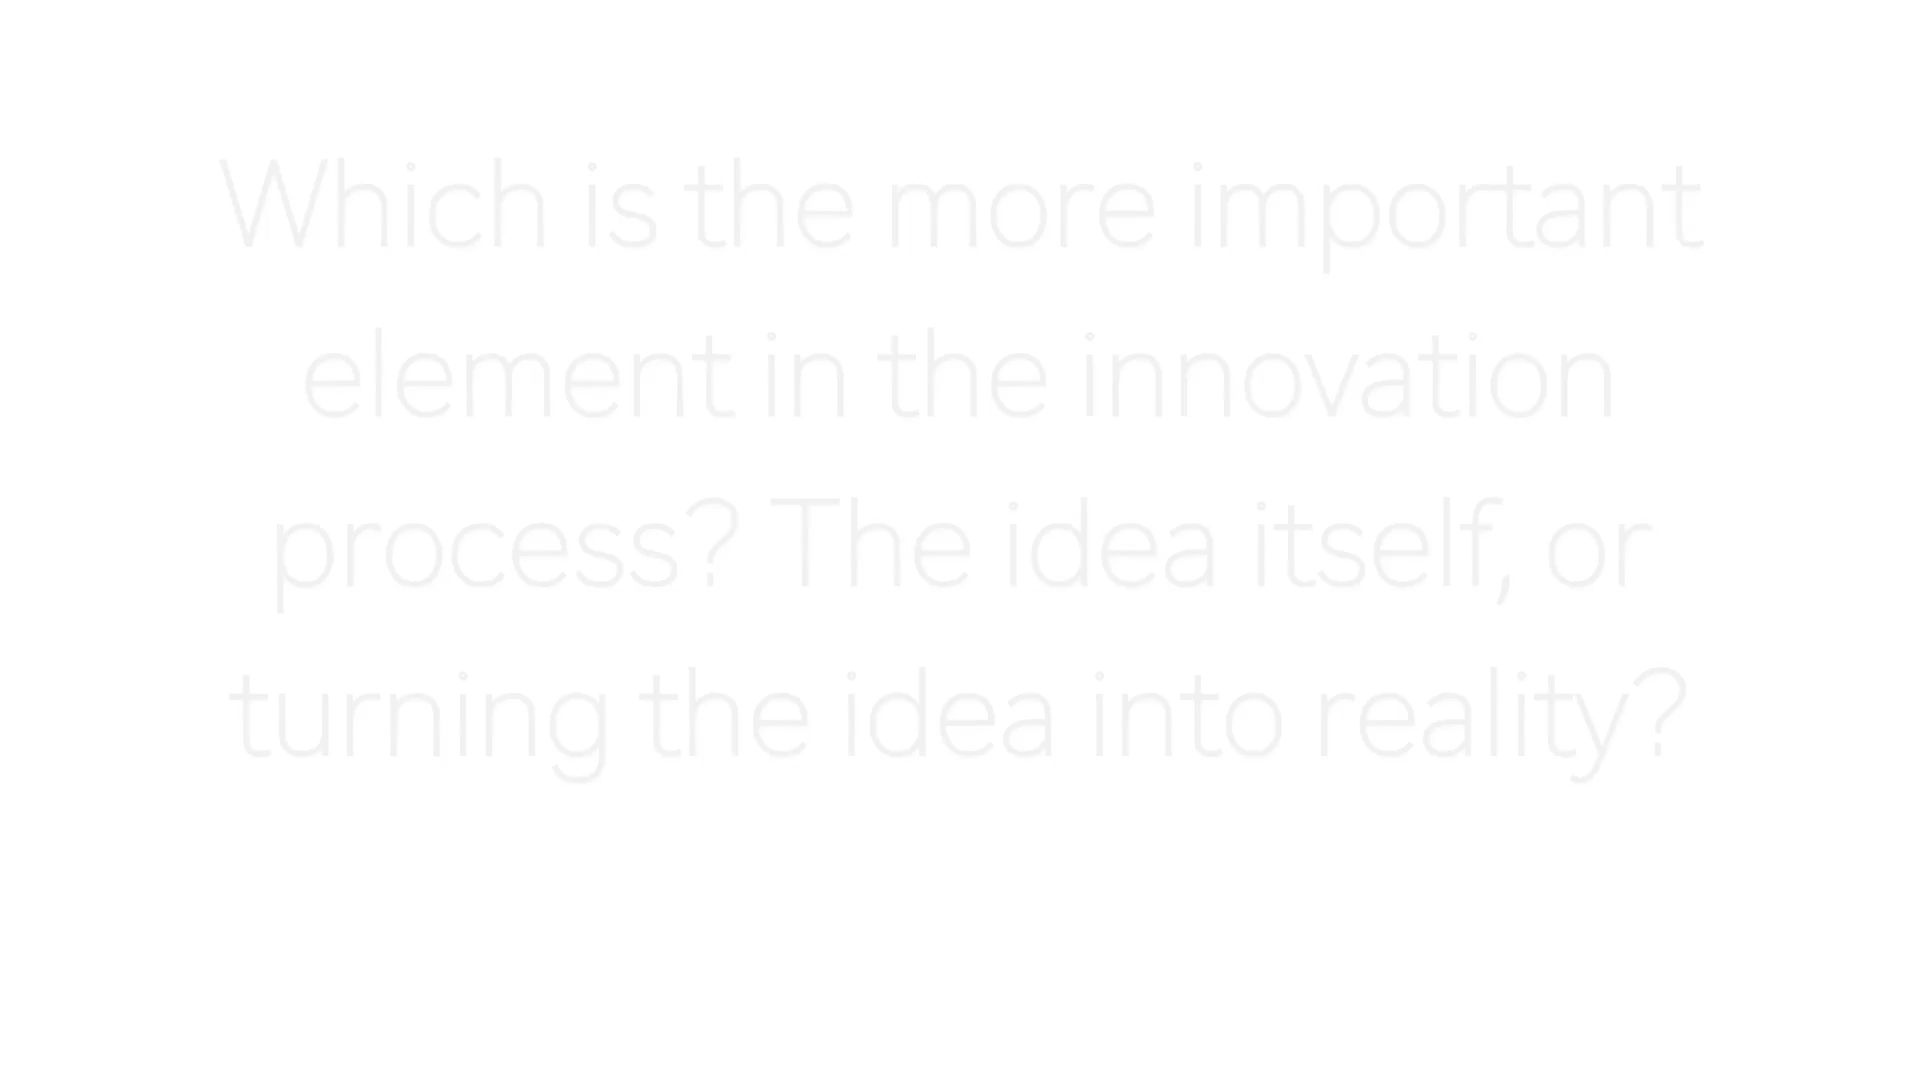 Which is the more important
element in the innovation
process? The idea itself, or
turning the idea into reality?